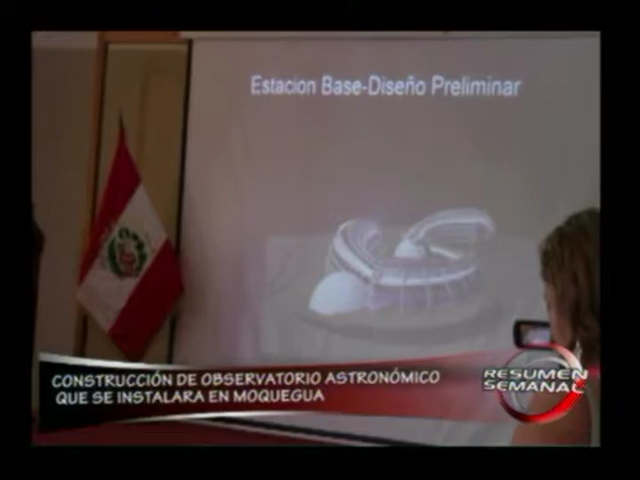 Estacion Base-Diseño Preliminar
CONSTRUCCIÓN DE OBSERVATORIO ASTRONÓMICO
QUE SE INSTALARA EN MOQUEGUA
RESUMEN
SEMANAL